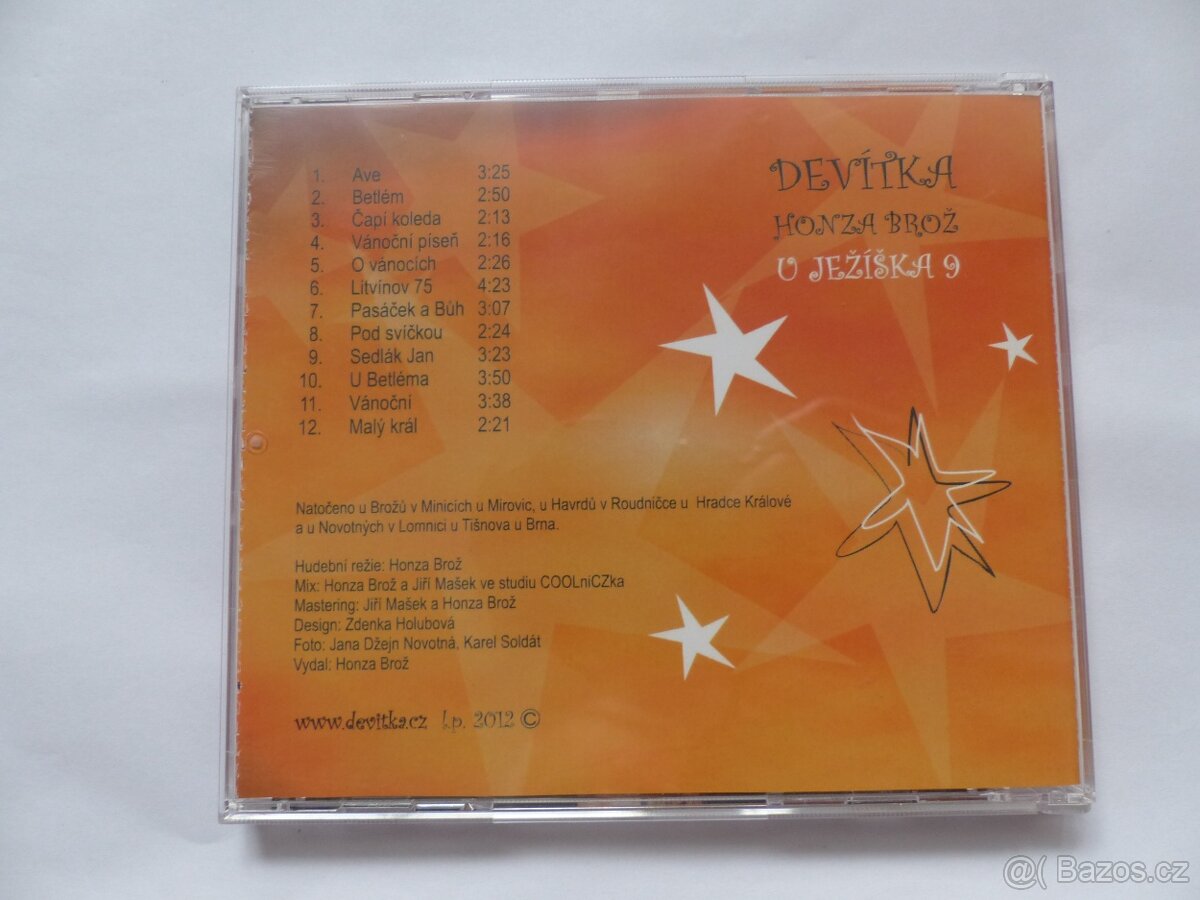 1. Ave 3:25
2. Betlém 2:50
3. Čapí koleda 2:13
4. Vánoční píseň 2:16
5. O vánocích 2:26
6. Litvínov 75 4:23
7. Pasáček a Bůh 3:07
8. Pod svíčkou 2:24
9. Sedlák Jan 3:23
10. U Betléma 3:50
11. Vánoční 3:38
12. Malý král 2:21
DEVÍTKA
HONZA BROŽ
U JEŽÍŠKA 9
Natočeno u Brožů v Minicích u Mirovic, u Havrdů v Roudničce u Hradce Králové
a u Novotných v Lomnici u Tišnova u Brna.
Hudební režie: Honza Brož
Mix: Honza Brož a Jiří Mašek ve studiu COOLniCZka
Mastering: Jiří Mašek a Honza Brož
Design: Zdenka Holubová
Foto: Jana Džejn Novotná, Karel Soldát
Vydal: Honza Brož
www.devitka.cz Lp. 2012 ©
@( Bazos.cz